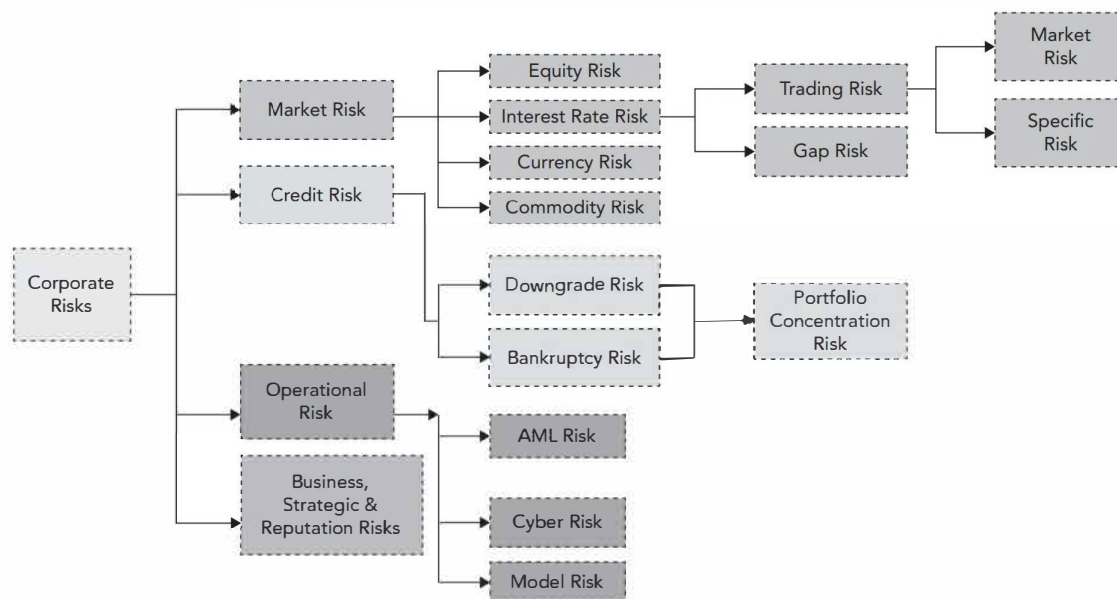 Corporate
Risks
Market Risk
Credit Risk
Operational
Risk
Business,
Strategic &
Reputation Risks
Equity Risk
Interest Rate Risk
Currency Risk
Commodity Risk
Downgrade Risk
Bankruptcy Risk
AML Risk
Cyber Risk
Model Risk
Trading Risk
Gap Risk
Portfolio
Concentration
Risk
Market
Risk
Specific
Risk